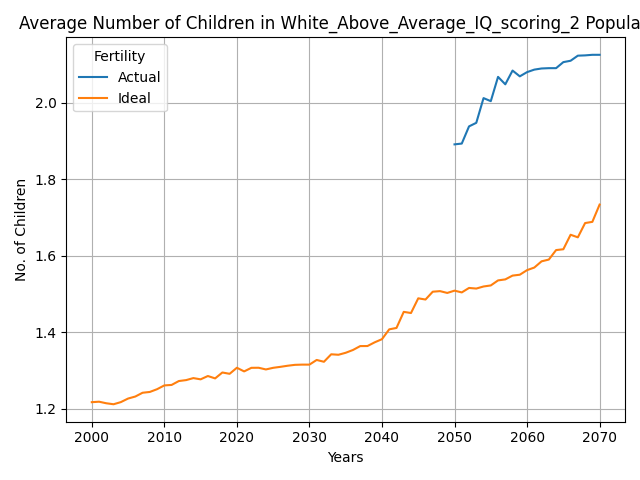 Average Number of Children in White_Above_Average_IQ_scoring_2 Popula
Fertility
Actual
Ideal
No. of Children
2.0
1.8
1.6
1.4
1.2
2000 2010 2020 2030 2040 2050 2060 2070
Years